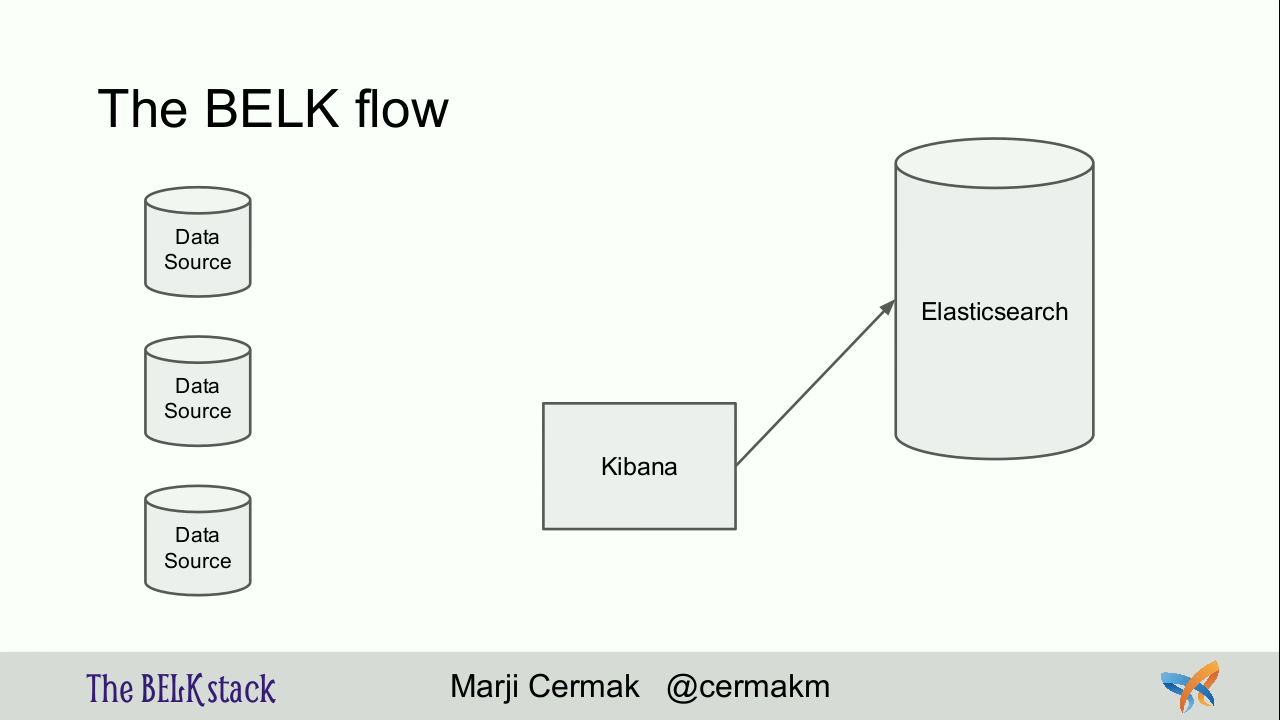 The BELK flow
Data
Source
Data
Source
Data
Source
Kibana
Elasticsearch
The BELK stack
Marji Cermak @cermakm